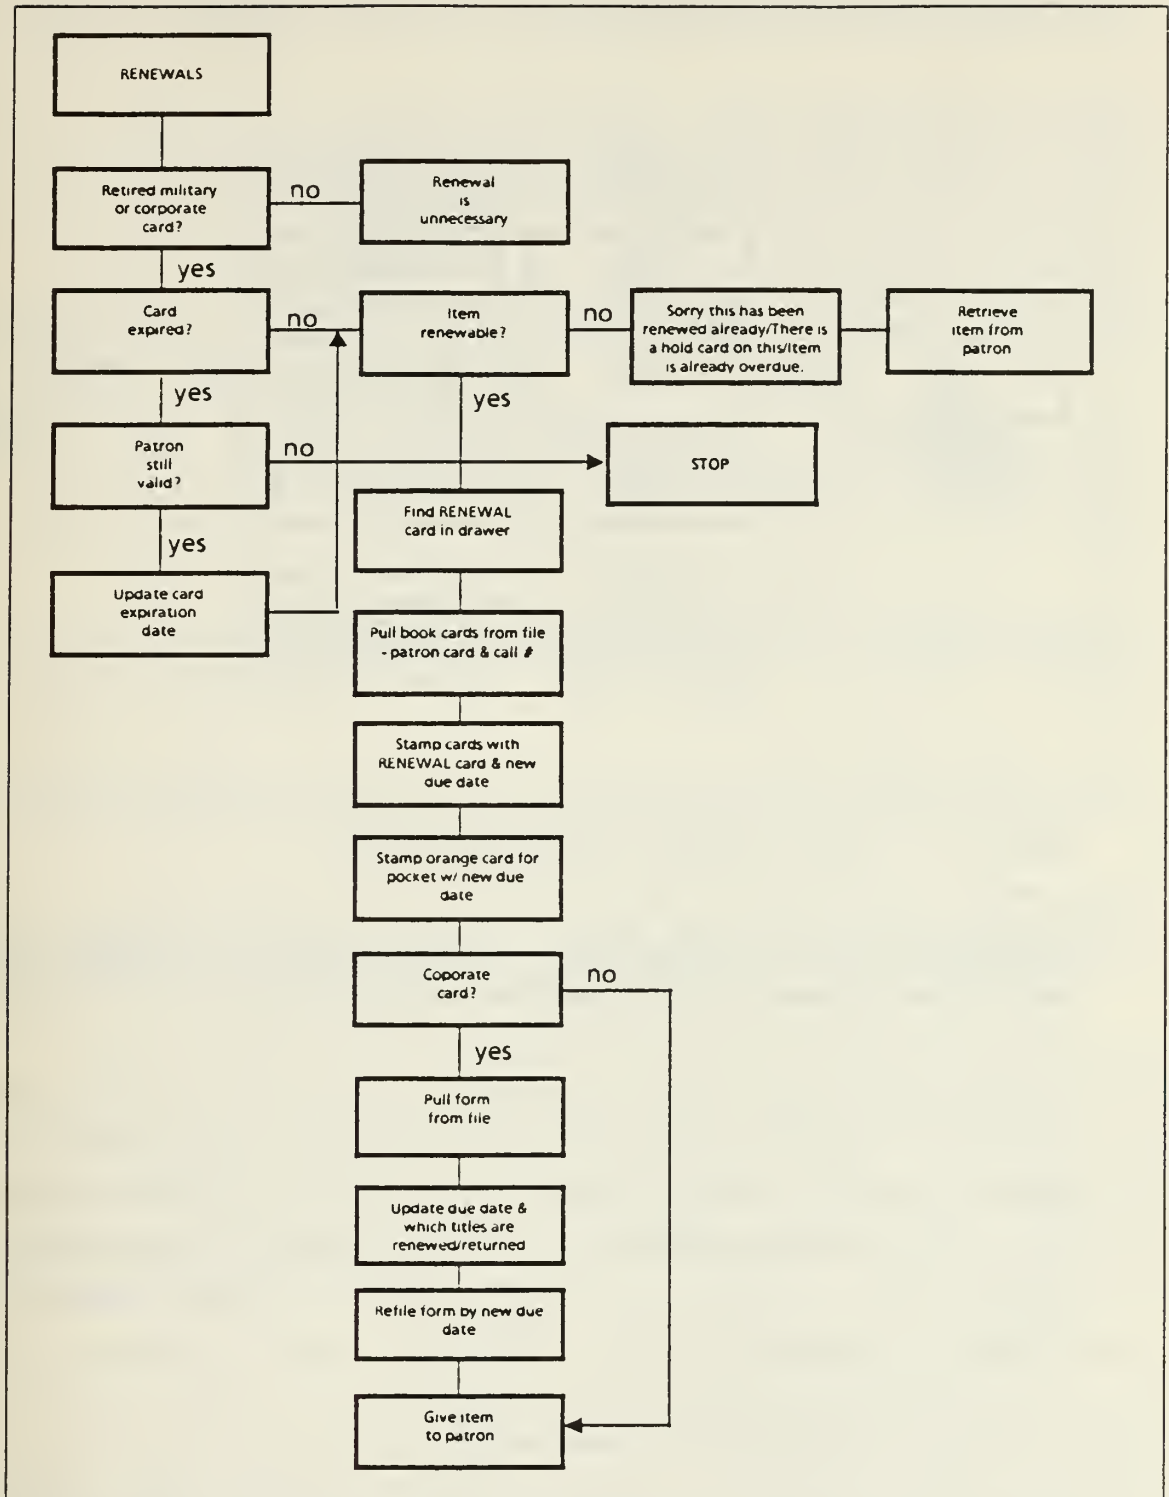 RENEWALS
Retired military
or corporate
card?
no
Renewal
is
unnecessary
yes
Card
expired?
no
Item
renewable?
no
Sorry this has been
renewed already/There is
a hold card on this/Item
is already overdue.
Retrieve
item from
patron
yes
yes
Patron
still
valid?
no
STOP
Find RENEWAL
card in drawer
yes
Update card
expiration
date
Pull book cards from file
- patron card & call #
Stamp cards with
RENEWAL card & new
due date
Stamp orange card for
pocket w/ new due
date
Coporate
card?
no
yes
Pull form
from file
Update due date &
which titles are
renewed/returned
Refile form by new due
date
Give item
to patron